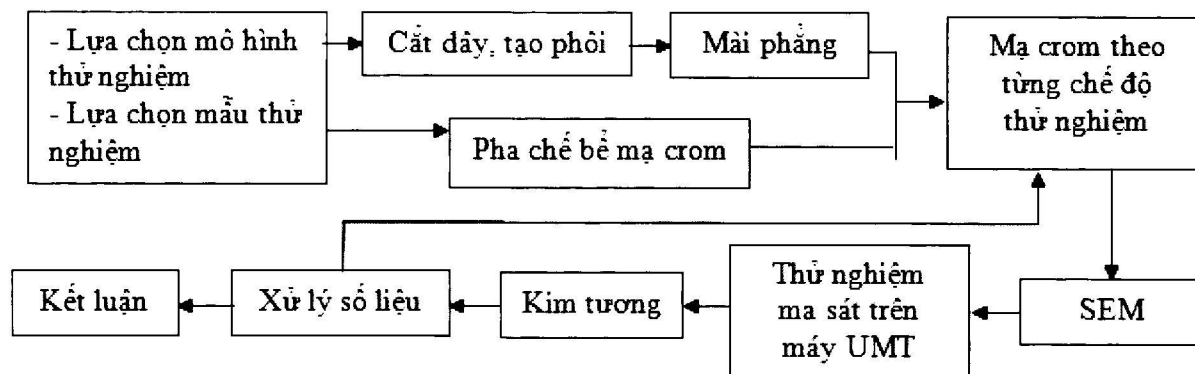 - Lựa chọn mô hình
thử nghiệm
- Lựa chọn mẫu thử
nghiệm
Cắt dây, tạo phôi
Mài phẳng
Pha chế bể mạ crom
Mạ crom theo
từng chế độ
thử nghiệm
Kết luận
Xử lý số liệu
Kim tương
Thử nghiệm
ma sát trên
máy UMT
SEM